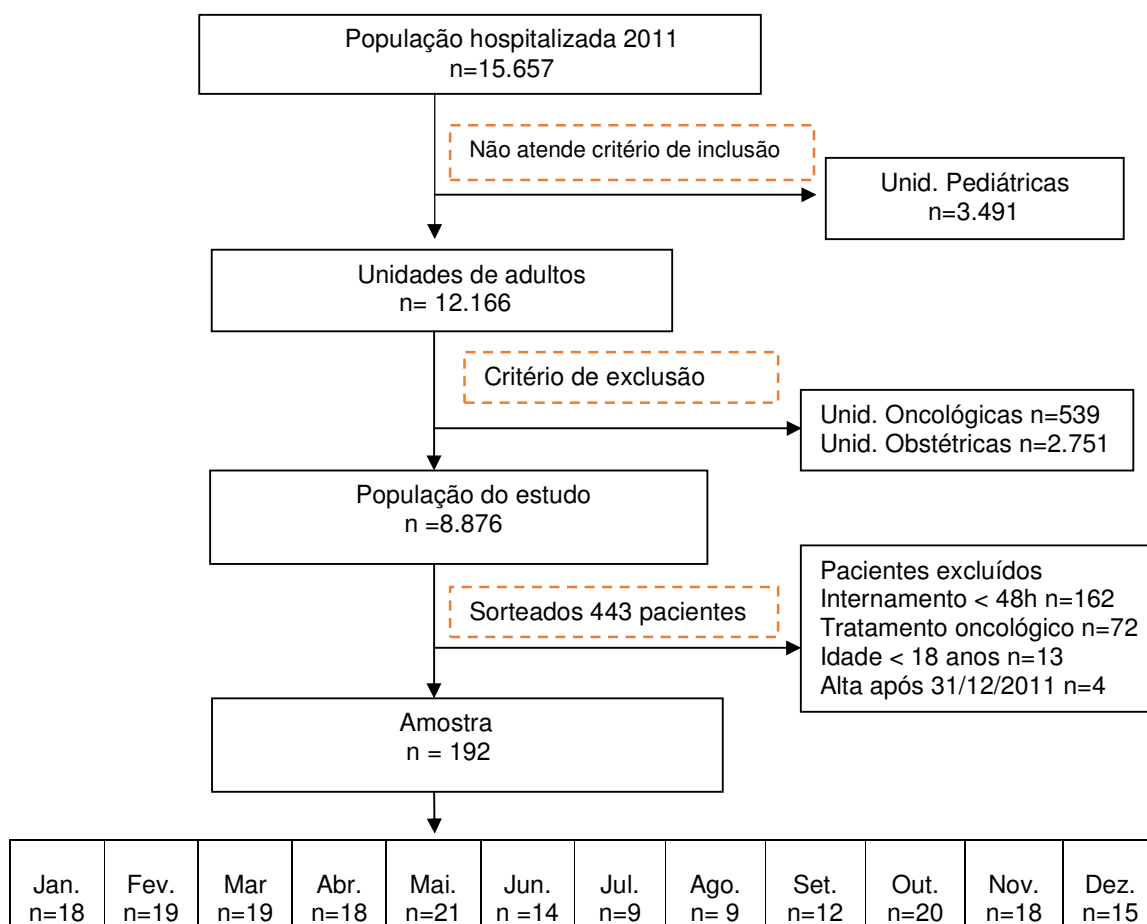 População hospitalizada 2011
n=15.657
Não atende critério de inclusão
Unid. Pediátricas
n=3.491
Unidades de adultos
n= 12.166
Critério de exclusão
Unid. Oncológicas n=539
Unid. Obstétricas n=2.751
População do estudo
n =8.876
Sorteados 443 pacientes
Pacientes excluídos
Internamento < 48h n=162
Tratamento oncológico n=72
Idade < 18 anos n=13
Alta após 31/12/2011 n=4
Amostra
n = 192
Jan. Fev. Mar Abr. Mai. Jun. Jul. Ago. Set. Out. Nov. Dez.
n=18 n=19 n=19 n=18 n=21 n =14 n=9 n= 9 n=12 n=20 n=18 n=15